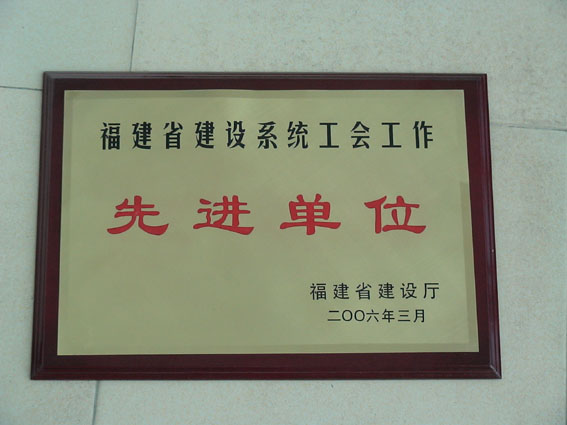 福建省建设系统工会工作
先进单位
福建省建设厅
二〇〇六年三月